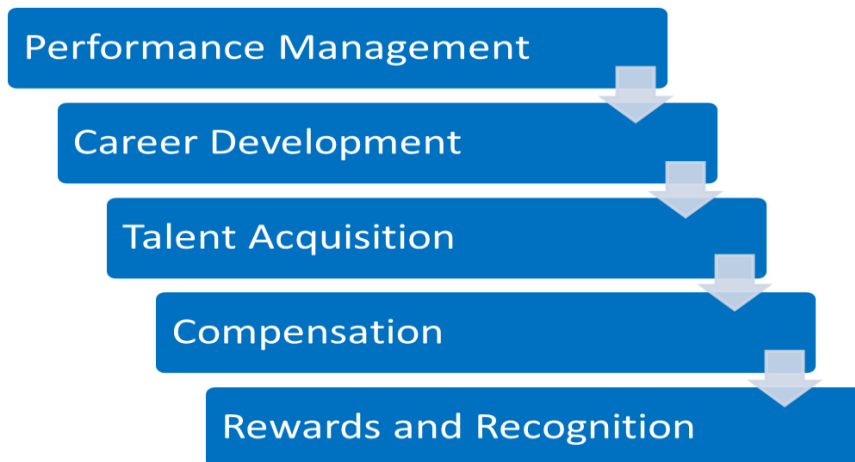 Performance Management
Career Development
Talent Acquisition
Compensation
Rewards and Recognition